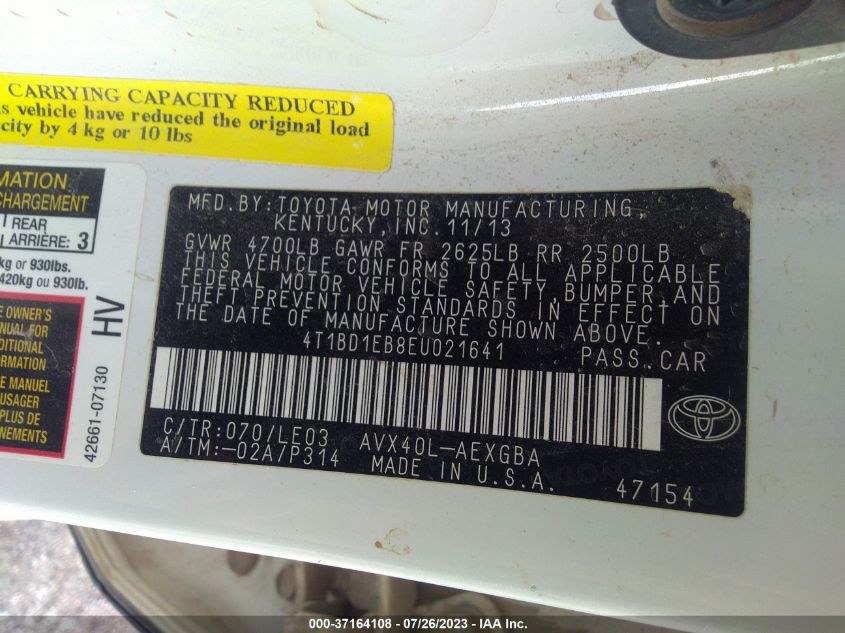 CARRYING CAPACITY REDUCED
vehicle have reduced the original load
city by 4 kg or 10 lbs
MATION
CHARGEMENT
REAR
ARRIÈRE: 3
kg or 930lbs.
420kg ou 930lb.
E OWNER'S
ANUAL FOR
DITIONAL
FORMATION
E MANUEL
USAGER
PLUS DE
NEMENTS
42661-07130 HV
MFD. BY: TOYOTA MOTOR MANUFACTURING,
KENTUCKY, INC. 11/13
GVWR 4700LB GAWR FR 2625LB RR 2500LB
THIS VEHICLE CONFORMS TO ALL APPLICABLE
FEDERAL MOTOR VEHICLE SAFETY, BUMPER, AND
THEFT PREVENTION STANDARDS IN EFFECT ON
THE DATE OF MANUFACTURE SHOWN ABOVE.
4T1BD1EB8EU021641 PASS.CAR
C/TR:070/LE03 AVX40L-AEXGBA
A/TM:-02A/P314 MADE IN U.S.A.
47154
000-37164108 - 07/26/2023 - IAA Inc.